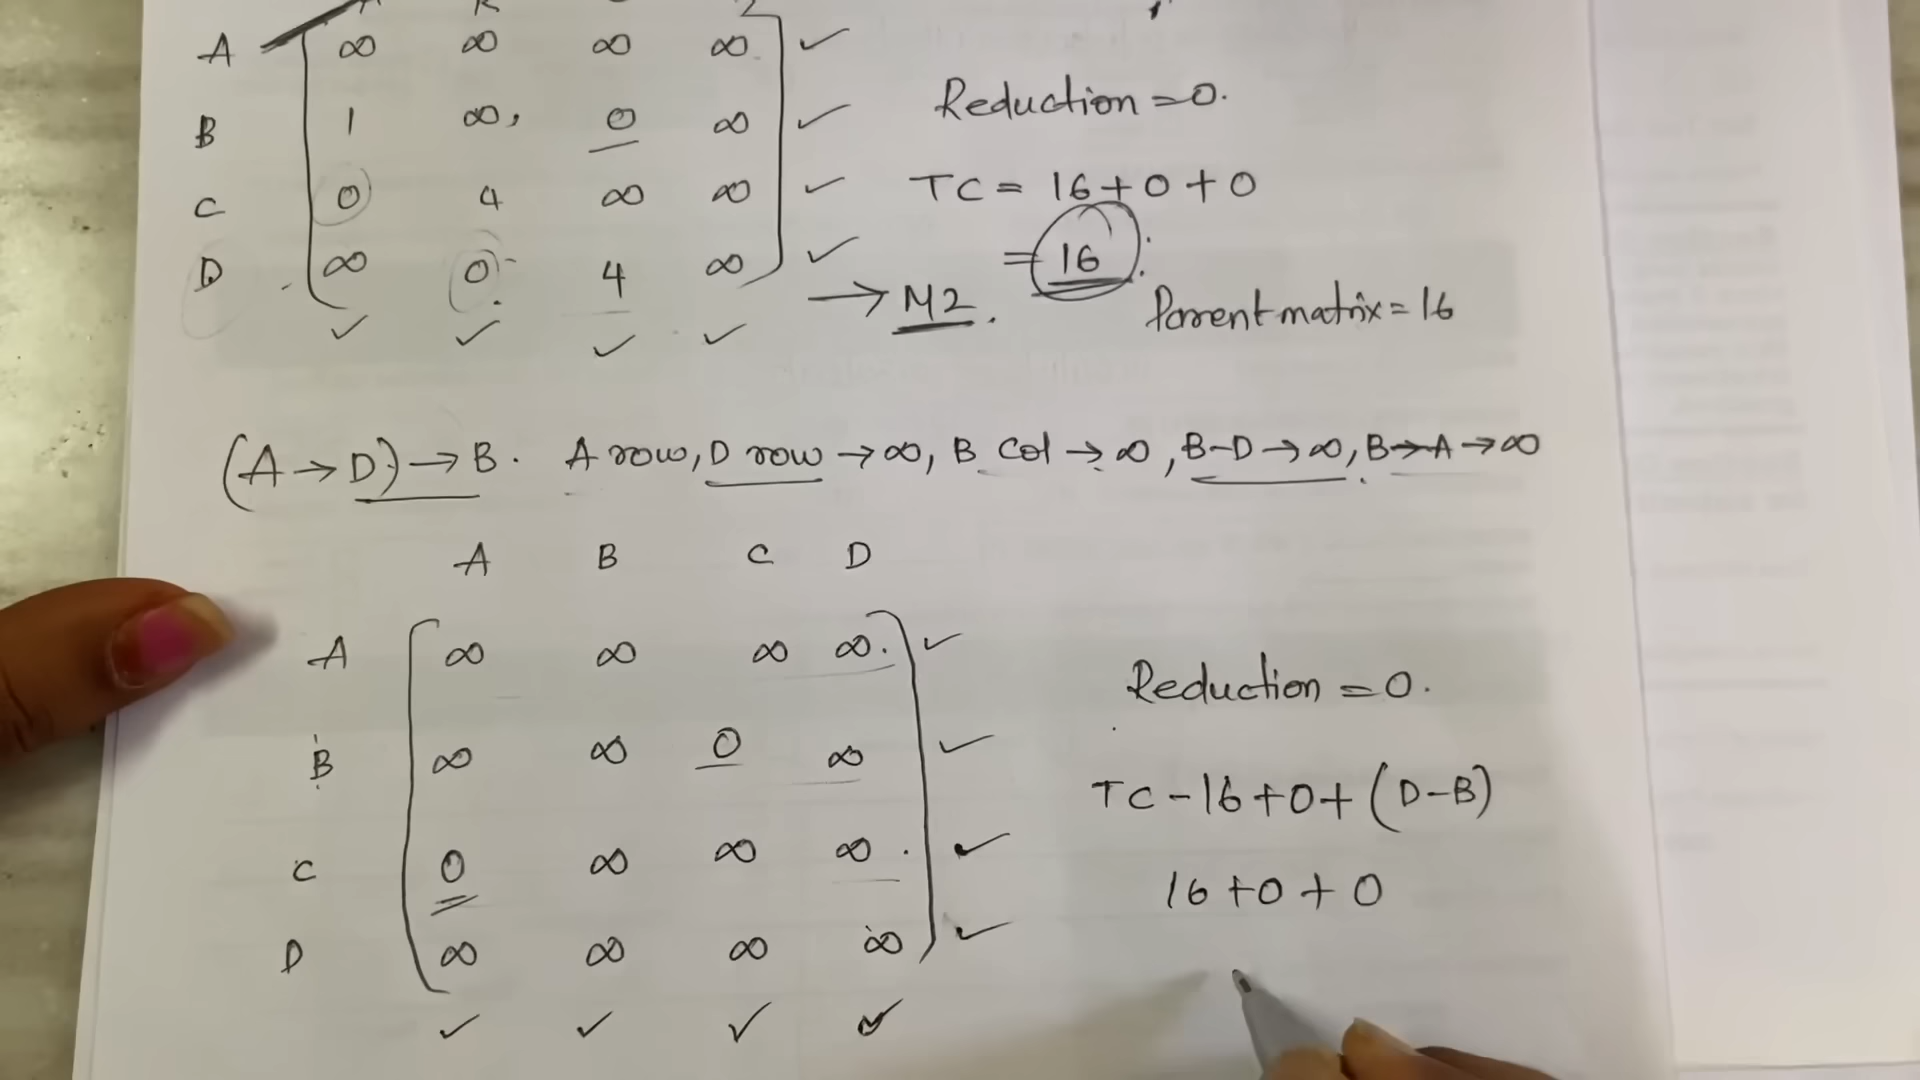 A ∞ ∞ ∞ ∞ ✓
B 1 ∞, 0 ∞ ✓
C 0 4 ∞ ∞ ✓
D ∞ 0 4 ∞ ✓
✓ ✓ ✓ ✓
Reduction = 0.
TC = 16 + 0 + 0
= 16
→ M2.
Parent matrix = 16
(A → D) → B. A row, D row → ∞, B Col → ∞, B-D → ∞, B→A → ∞
A B C D
A ∞ ∞ ∞ ∞. ✓
B ∞ ∞ 0 ∞ ✓
C 0 ∞ ∞ ∞ ✓
D ∞ ∞ ∞ ∞ ✓
✓ ✓ ✓ ✓
Reduction = 0.
TC - 16 + 0 + (D-B)
16 + 0 + 0